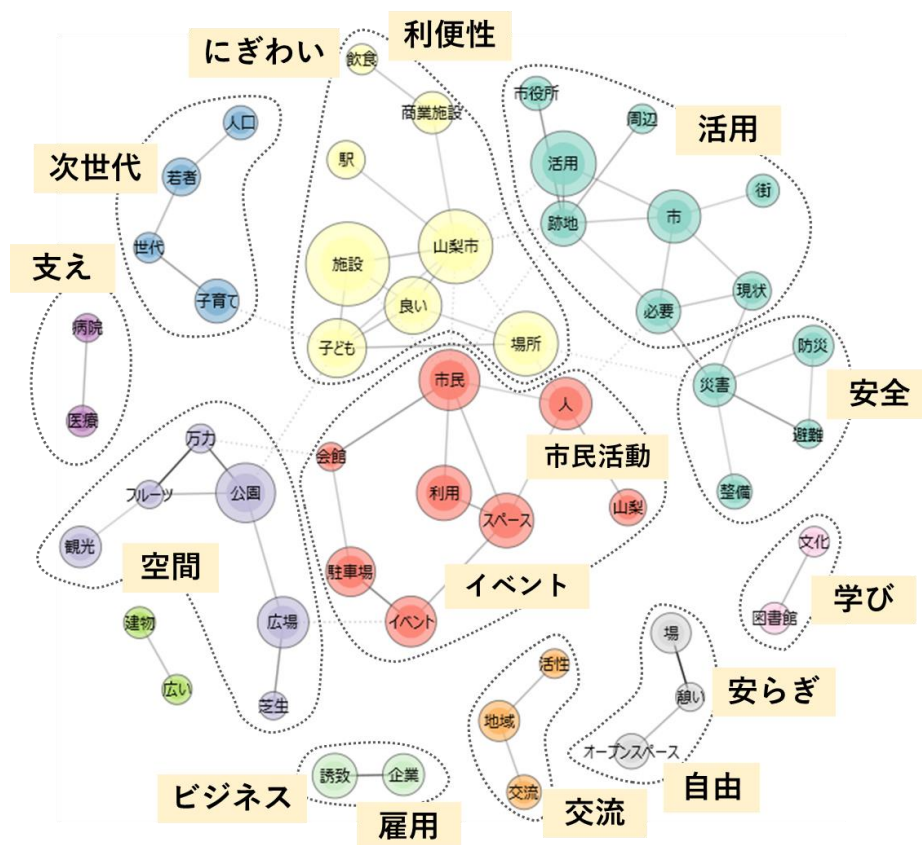 にぎわい
利便性
飲食
商業施設
駅
施設
山梨市
良い
子ども
場所
市役所
周辺
活用
活用
跡地
市
街
必要
現状
次世代
人口
若者
世代
子育て
支え
病院
医療
防災
災害
避難
整備
安全
市民
人
会館
市民活動
利用
スペース
山梨
駐車場
イベント
イベント
万力
フルーツ
公園
観光
空間
広場
芝生
建物
広い
文化
図書館
学び
場
憩い
オープンスペース
安らぎ
自由
活性
地域
交流
交流
誘致
企業
ビジネス
雇用